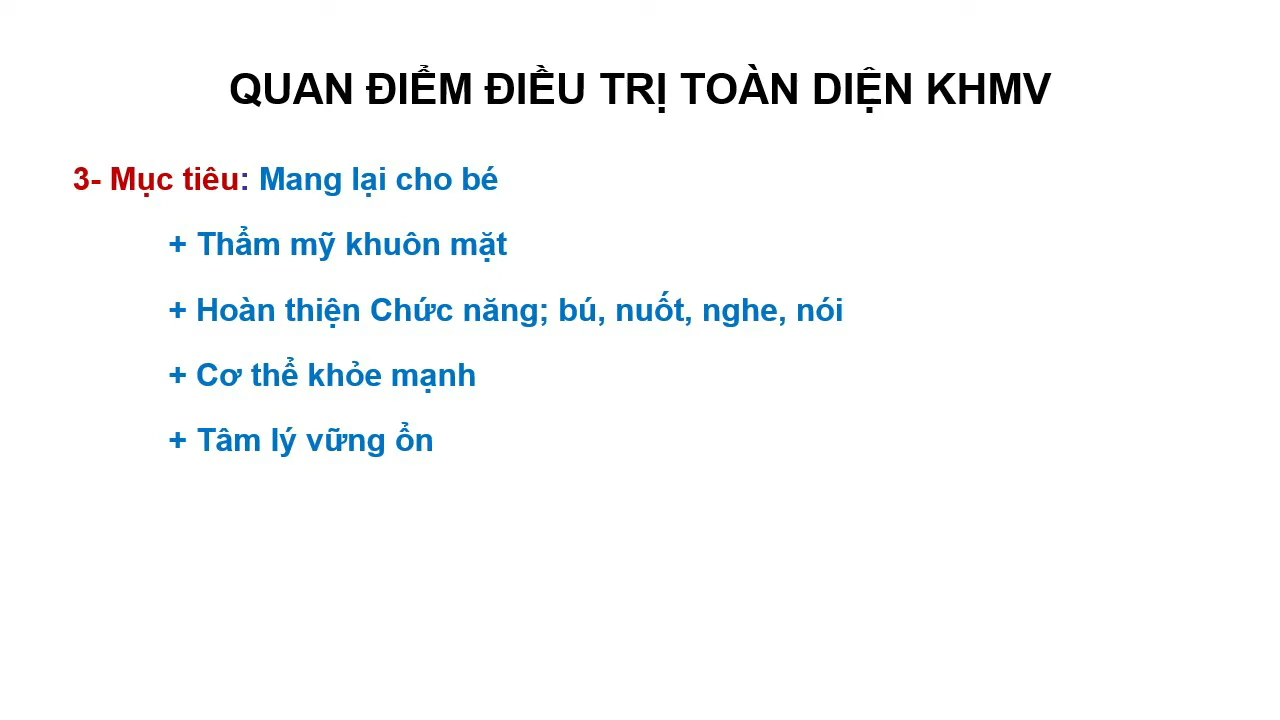 QUAN ĐIỂM ĐIỀU TRỊ TOÀN DIỆN KHMV
3- Mục tiêu: Mang lại cho bé
+ Thẩm mỹ khuôn mặt
+ Hoàn thiện Chức năng; bú, nuốt, nghe, nói
+ Cơ thể khỏe mạnh
+ Tâm lý vững ổn